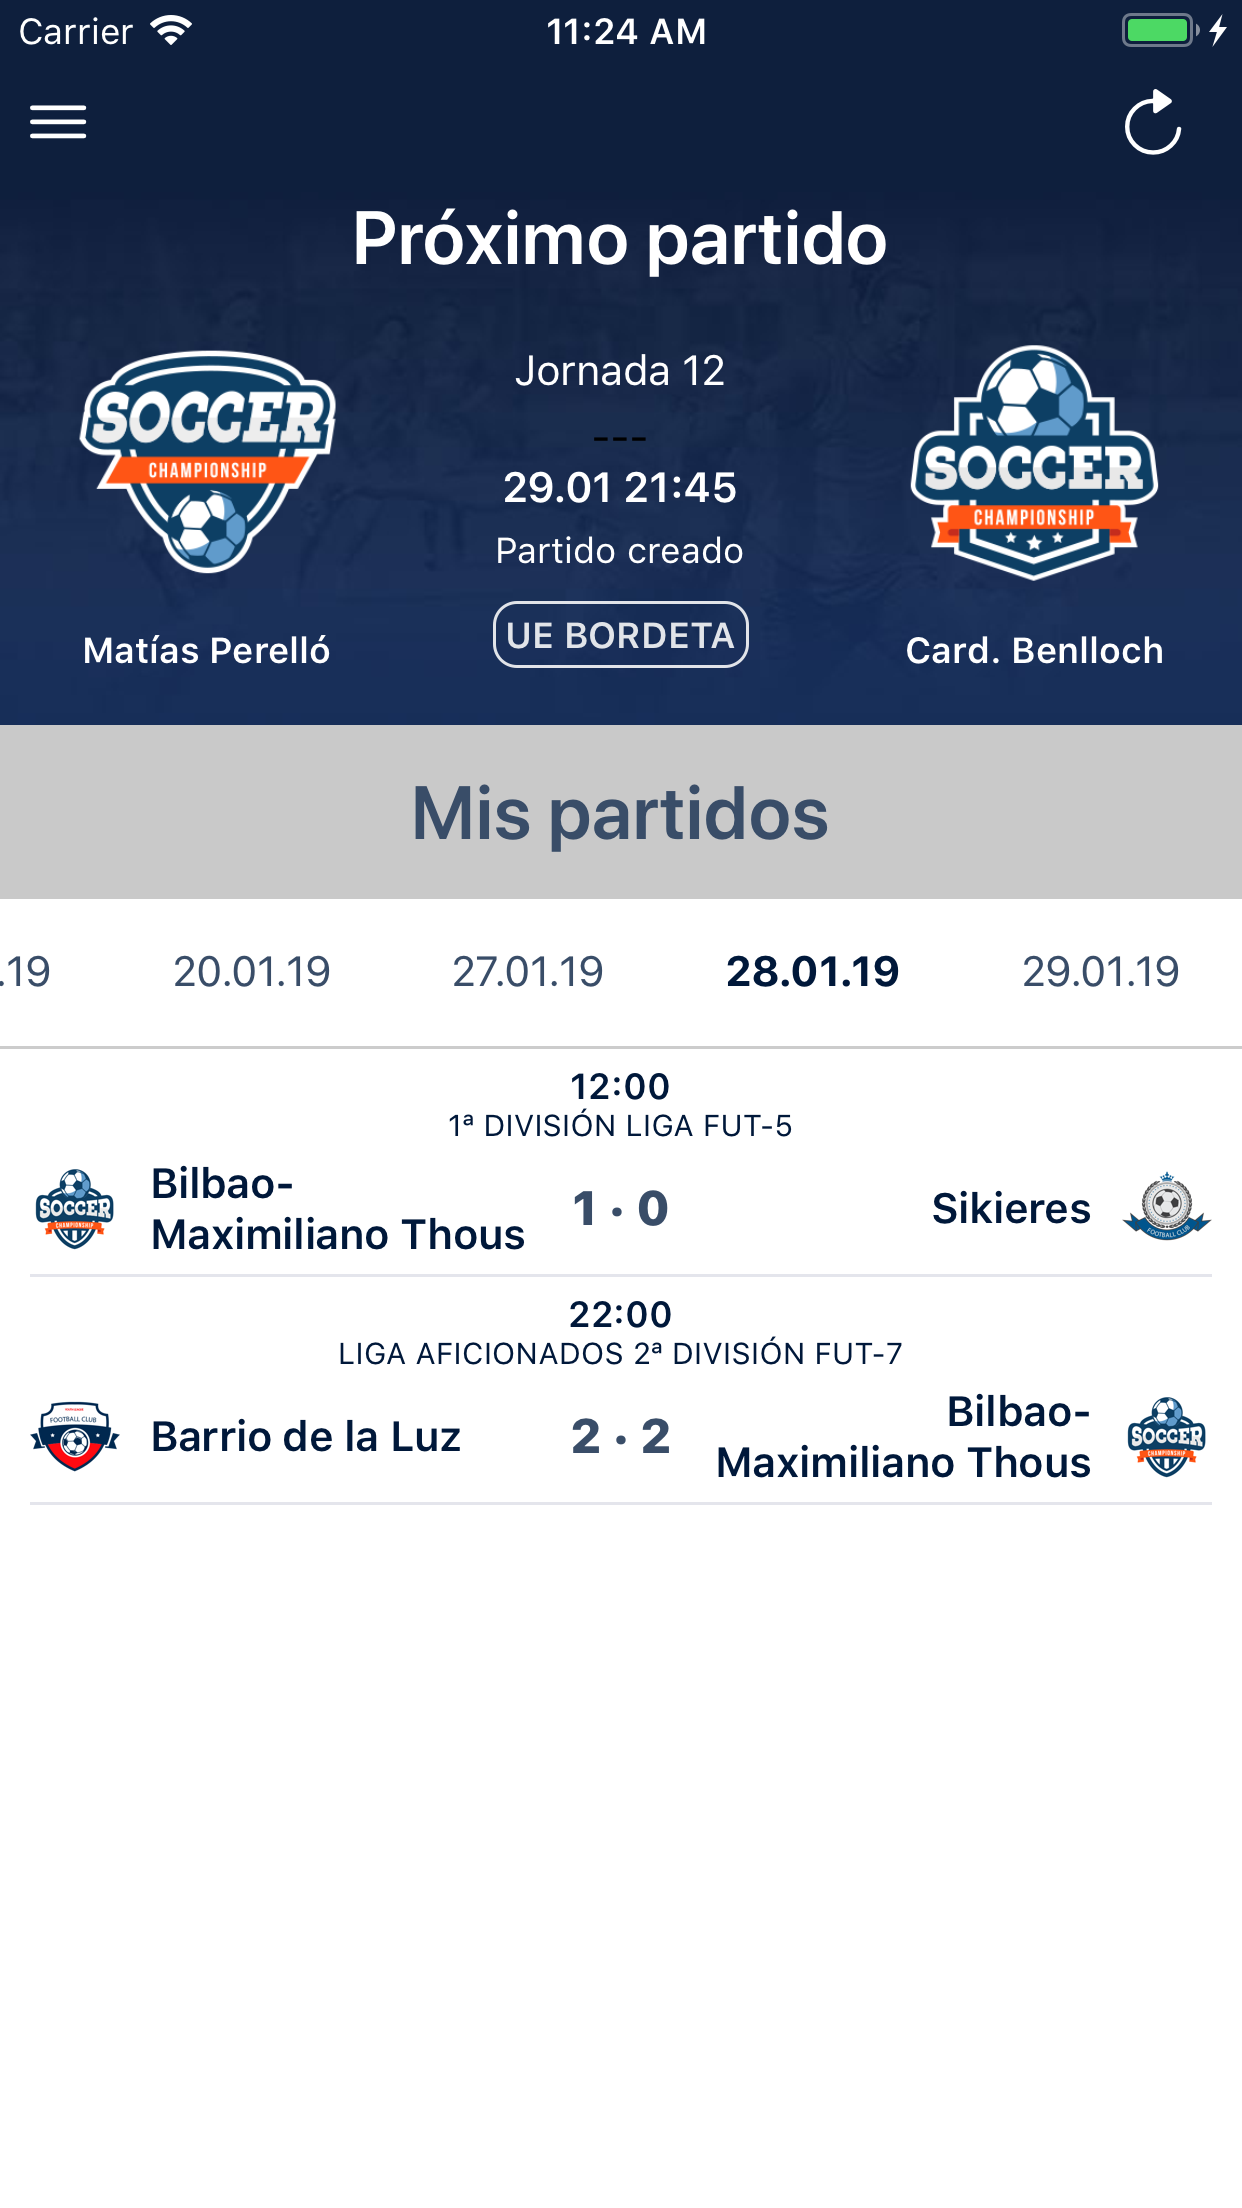 Carrier 11:24 AM
Próximo partido
Jornada 12
---
29.01 21:45
Partido creado
UE BORDETA
SOCCER
CHAMPIONSHIP
Matías Perelló
SOCCER
CHAMPIONSHIP
Card. Benlloch
Mis partidos
.19 20.01.19 27.01.19 28.01.19 29.01.19
12:00
1ª DIVISIÓN LIGA FUT-5
SOCCER
CHAMPIONSHIP
Bilbao-
Maximiliano Thous
1 · 0
Sikieres
FOOTBALL CLUB
22:00
LIGA AFICIONADOS 2ª DIVISIÓN FUT-7
FOOTBALL CLUB
Barrio de la Luz
2 · 2
Bilbao-
Maximiliano Thous
SOCCER
CHAMPIONSHIP